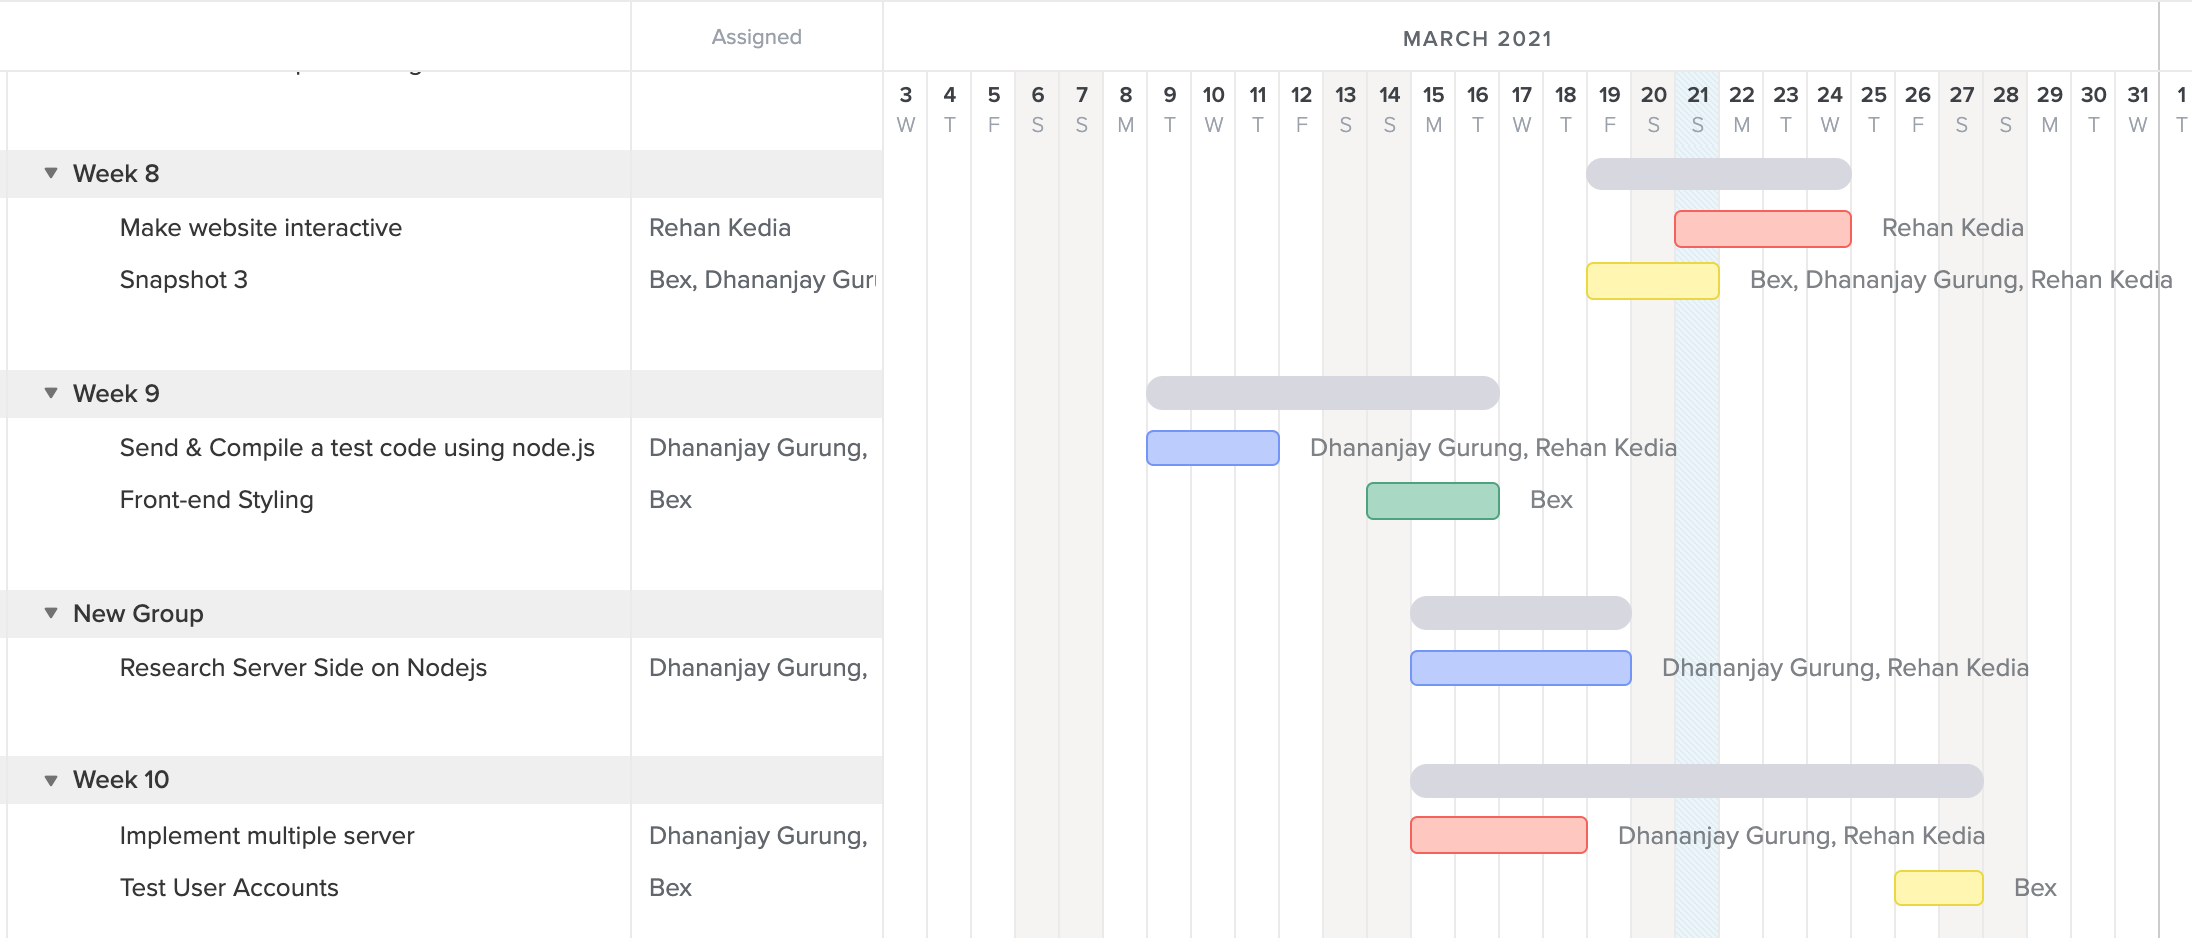 Assigned
MARCH 2021
3 4 5 6 7 8 9 10 11 12 13 14 15 16 17 18 19 20 21 22 23 24 25 26 27 28 29 30 31 1
W T F S S M T W T F S S M T W T F S S M T W T F S S M T W T
Week 8
Make website interactive Rehan Kedia Rehan Kedia
Snapshot 3 Bex, Dhananjay Bex, Dhananjay Gurung, Rehan Kedia
Week 9
Send & Compile a test code using node.js Dhananjay Gurung, Dhananjay Gurung, Rehan Kedia
Front-end Styling Bex Bex
New Group
Research Server Side on Nodejs Dhananjay Gurung, Dhananjay Gurung, Rehan Kedia
Week 10
Implement multiple server Dhananjay Gurung, Dhananjay Gurung, Rehan Kedia
Test User Accounts Bex Bex